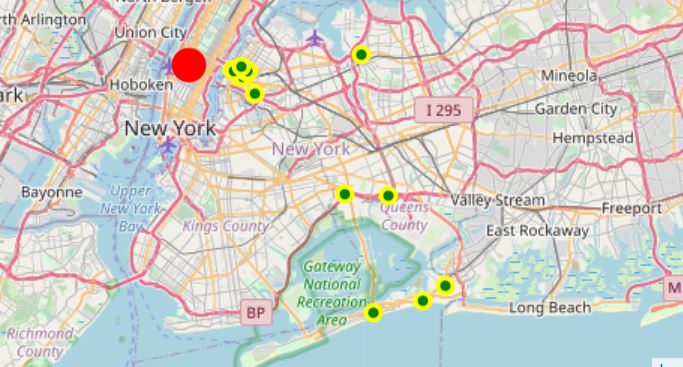 North Bergen
rth Arlington
Union City
Hoboken
ark
New York
I 295
Mineola
Garden City
Hempstead
New York
Bayonne
Upper
New York
Bay
Kings County
Queens
County
Valley Stream
Freeport
East Rockaway
Gateway
National
Recreation
Area
BP
Long Beach
M
Richmond
County